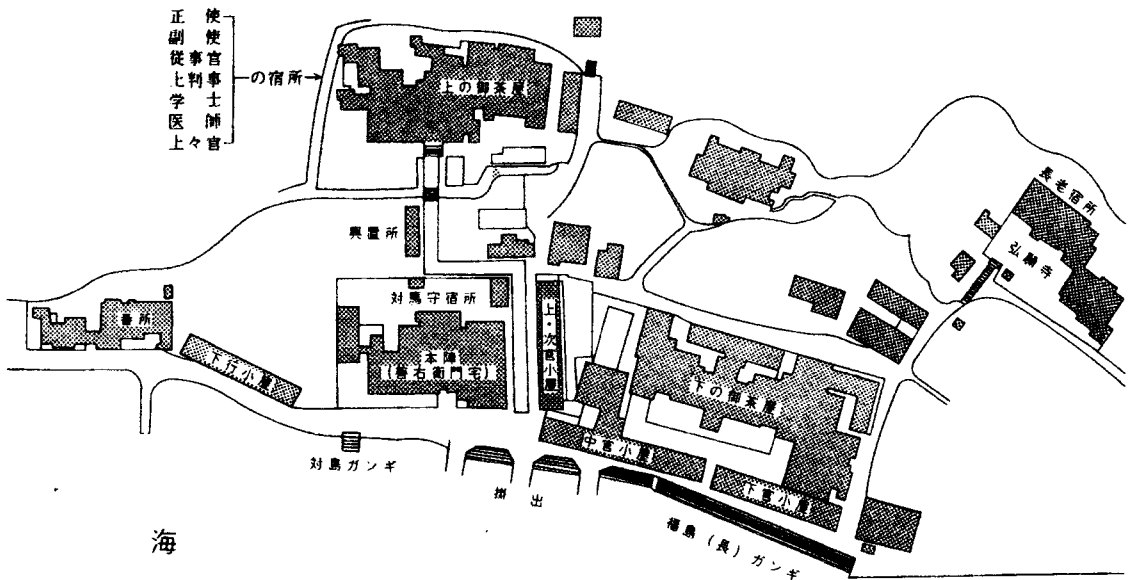 正使
副使
従事官
上判事
学士
医師
上々官
の宿所→
上の御茶屋
輿置所
対馬守宿所
番所
下行小屋
本陣
(善右衛門宅)
上・次官小屋
下の御茶屋
中官小屋
下官小屋
長老宿所
弘願寺
対島ガンギ
掛出
福島(長)ガンギ
海